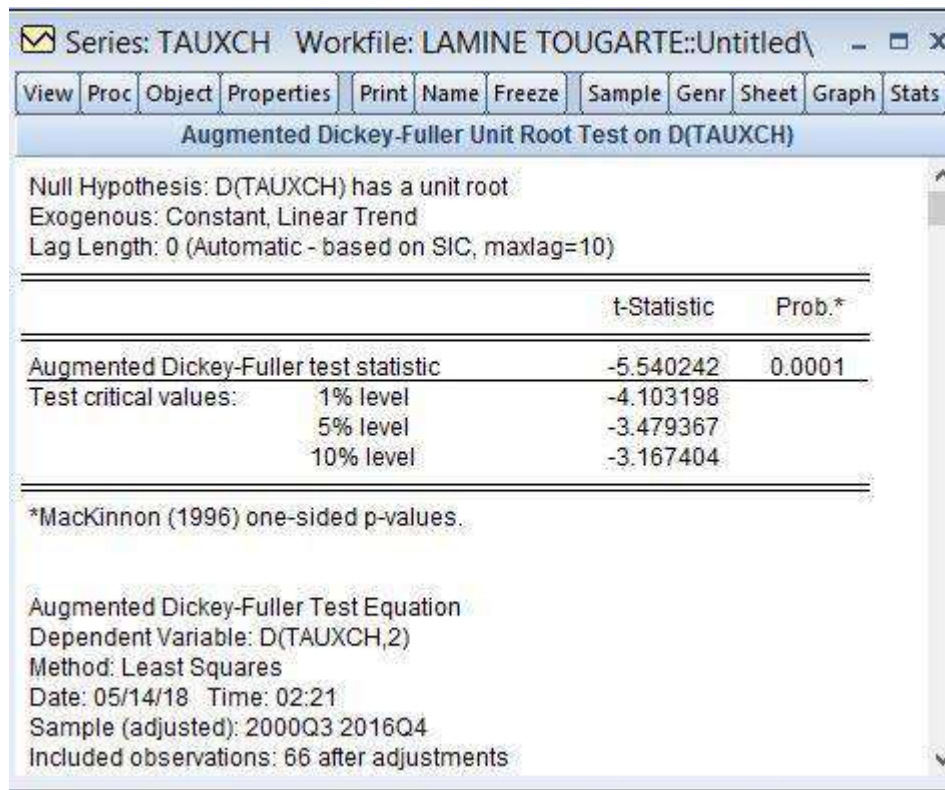 Series: TAUXCH Workfile: LAMINE TOUGARTE::Untitled\
View Proc Object Properties Print Name Freeze Sample Genr Sheet Graph Stats
Augmented Dickey-Fuller Unit Root Test on D(TAUXCH)
Null Hypothesis: D(TAUXCH) has a unit root
Exogenous: Constant, Linear Trend
Lag Length: 0 (Automatic - based on SIC, maxlag=10)
t-Statistic Prob.*
Augmented Dickey-Fuller test statistic -5.540242 0.0001
Test critical values: 1% level -4.103198
5% level -3.479367
10% level -3.167404
*MacKinnon (1996) one-sided p-values.
Augmented Dickey-Fuller Test Equation
Dependent Variable: D(TAUXCH,2)
Method: Least Squares
Date: 05/14/18 Time: 02:21
Sample (adjusted): 2000Q3 2016Q4
Included observations: 66 after adjustments